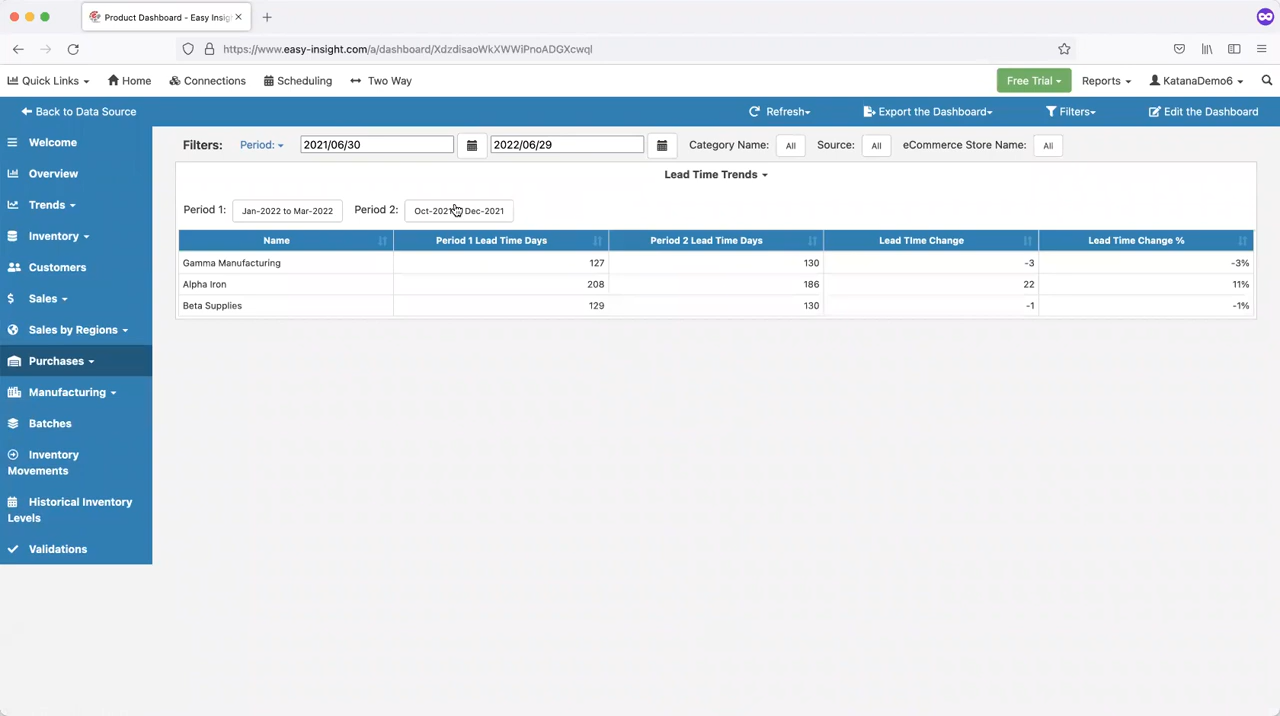 Product Dashboard - Easy Insig
https://www.easy-insight.com/a/dashboard/XdzdisaoWkXWWiPnoADGXcwql
Quick Links Home Connections Scheduling Two Way Free Trial Reports KatanaDemo6
Back to Data Source Refresh Export the Dashboard Filters Edit the Dashboard
Welcome
Overview
Trends
Inventory
Customers
Sales
Sales by Regions
Purchases
Manufacturing
Batches
Inventory
Movements
Historical Inventory
Levels
Validations
Filters: Period: 2021/06/30 2022/06/29 Category Name: All Source: All eCommerce Store Name: All
Lead Time Trends
Period 1: Jan-2022 to Mar-2022 Period 2: Oct-2021 Dec-2021
Name Period 1 Lead Time Days Period 2 Lead Time Days Lead TIme Change Lead Time Change %
Gamma Manufacturing 127 130 -3 -3%
Alpha Iron 208 186 22 11%
Beta Supplies 129 130 -1 -1%